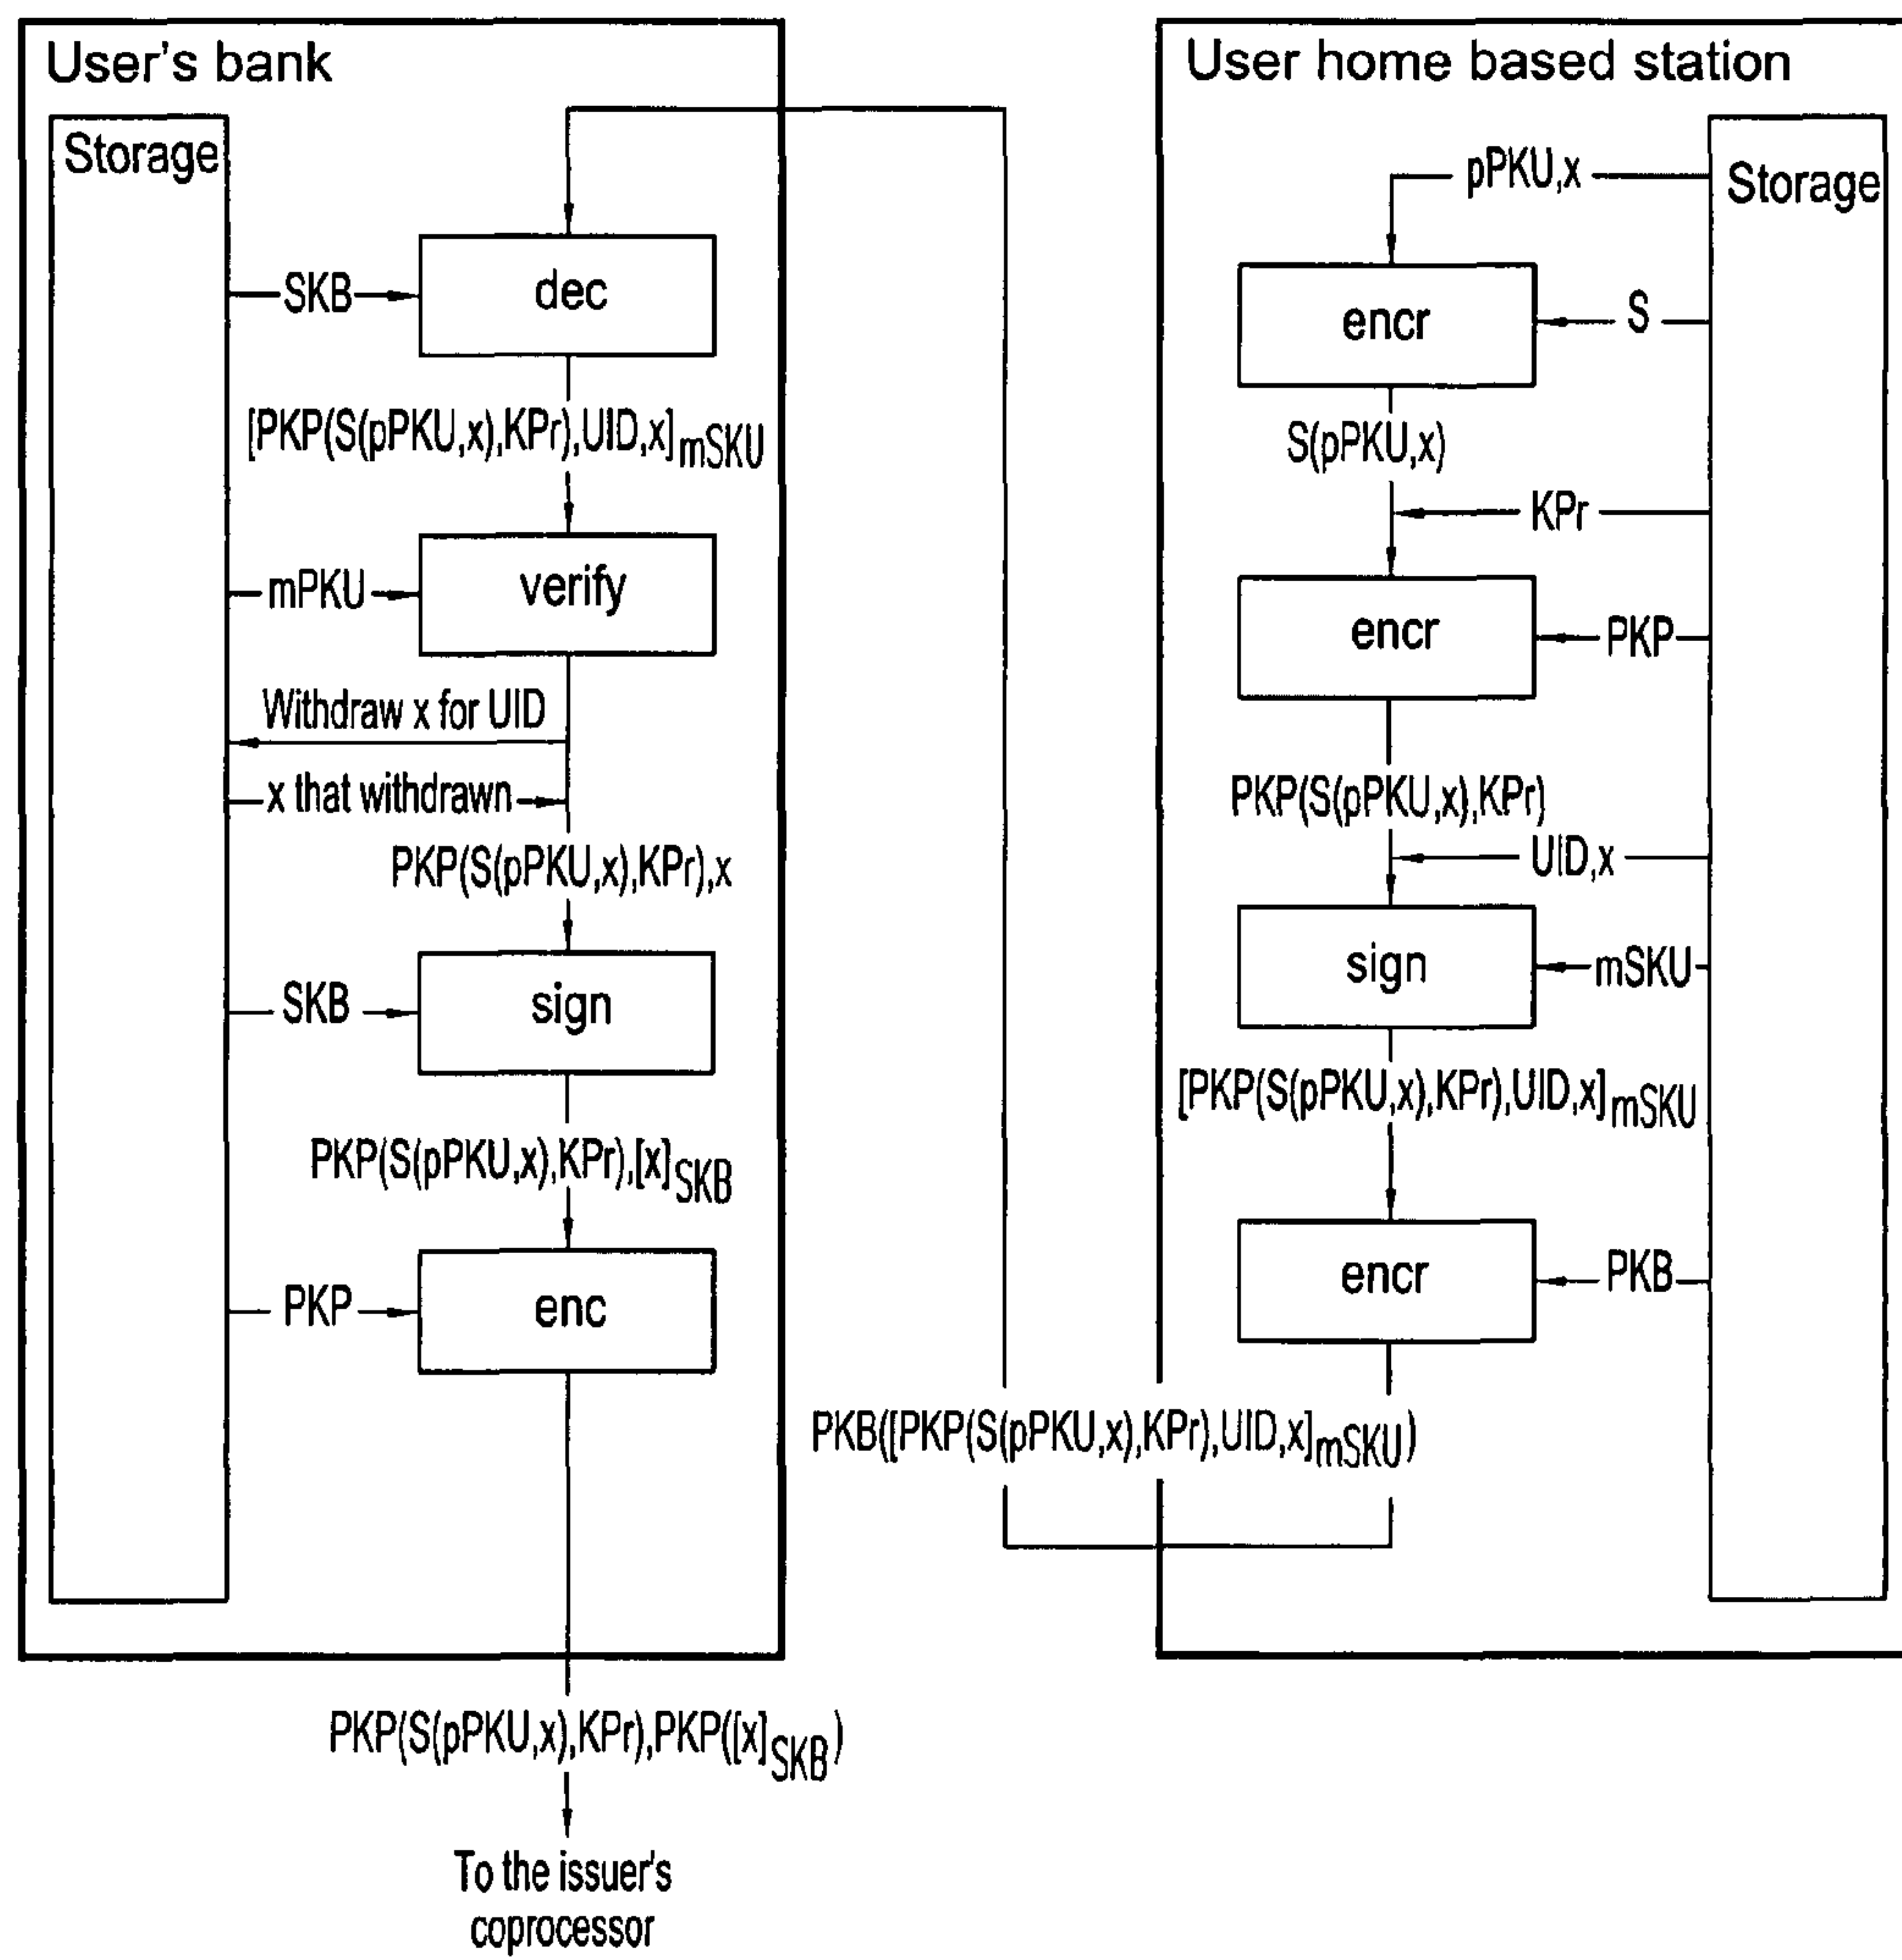 User's bank
Storage
SKB
dec
[PKP(S(pPKU,x),KPr),UID,x]mSKU
mPKU
verify
Withdraw x for UID
x that withdrawn
PKP(S(pPKU,x),KPr),x
SKB
sign
PKP(S(pPKU,x),KPr),[x]SKB
PKP
enc
PKP(S(pPKU,x),KPr),PKP([x]SKB)
To the issuer's
coprocessor
User home based station
Storage
pPKU,x
encr
S
S(pPKU,x)
KPr
encr
PKP
PKP(S(pPKU,x),KPr)
UID,x
sign
mSKU
[PKP(S(pPKU,x),KPr),UID,x]mSKU
encr
PKB
PKB([PKP(S(pPKU,x),KPr),UID,x]mSKU)